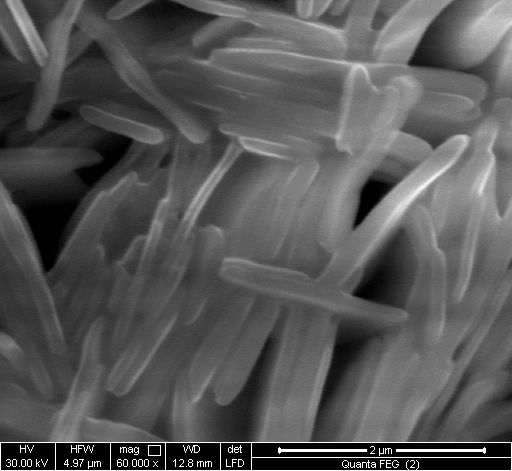 HV HFW mag WD det
30.00 kV 4.97 µm 60 000 x 12.8 mm LFD
2 µm
Quanta FEG (2)